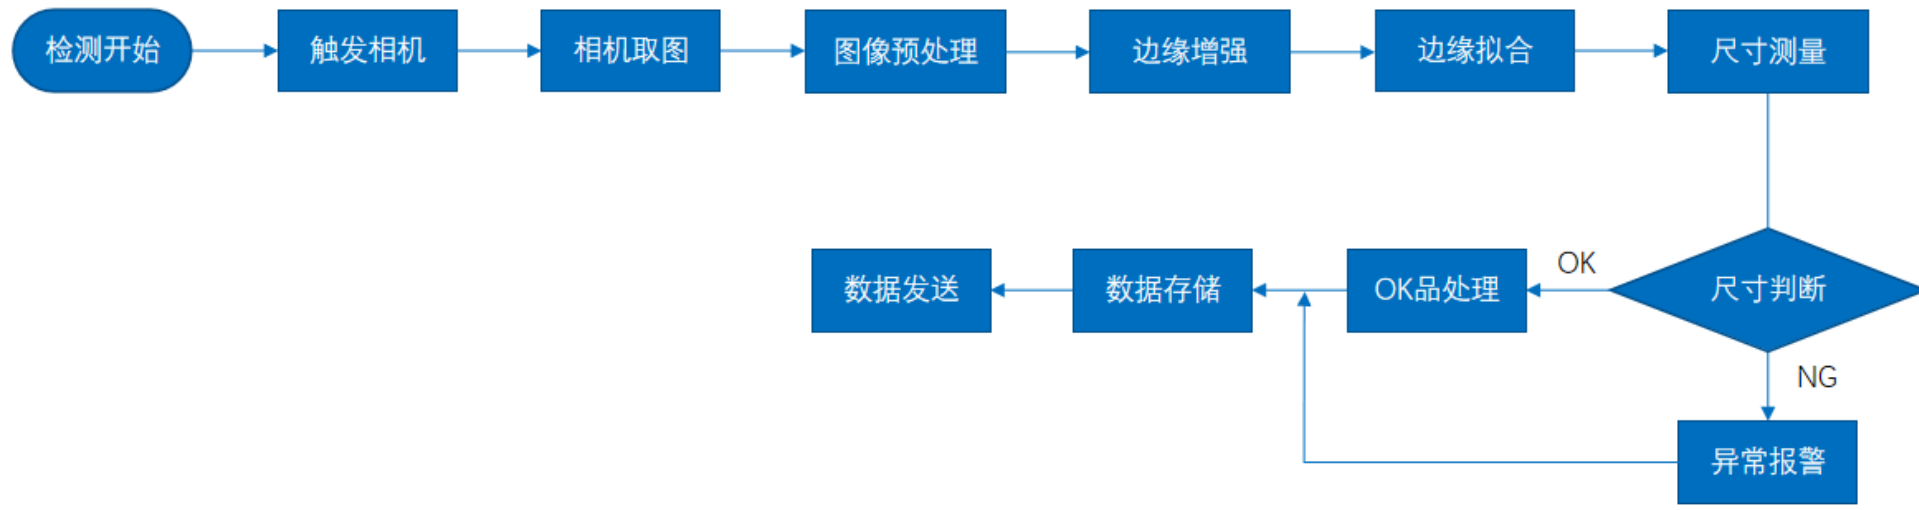 检测开始
触发相机
相机取图
图像预处理
边缘增强
边缘拟合
尺寸测量
尺寸判断
OK
OK品处理
数据存储
数据发送
NG
异常报警